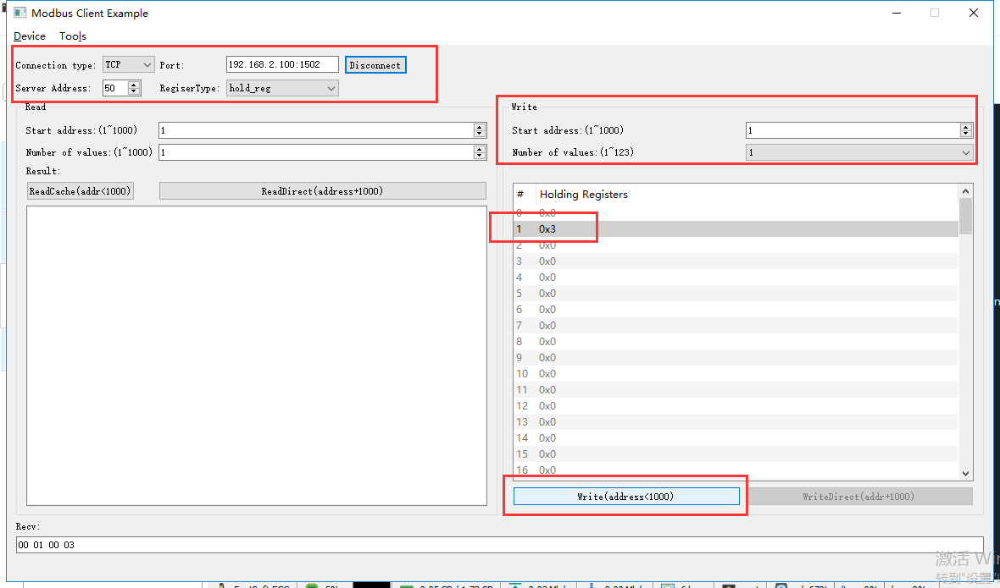 Modbus Client Example
Device Tools
Connection type: TCP Port: 192.168.2.100:1502 Disconnect
Server Address: 50 RegiserType: hold_reg
Read
Start address:(1~1000) 1
Number of values:(1~1000) 1
Result:
ReadCache(addr<1000) ReadDirect(address+1000)
Write
Start address:(1~1000) 1
Number of values:(1~123) 1
# Holding Registers
0 0x0
1 0x3
2 0x0
3 0x0
4 0x0
5 0x0
6 0x0
7 0x0
8 0x0
9 0x0
10 0x0
11 0x0
12 0x0
13 0x0
14 0x0
15 0x0
16 0x0
Write(address<1000) WriteDirect(addr+1000)
Recv:
00 01 00 03
激活 Win
转到"设置"